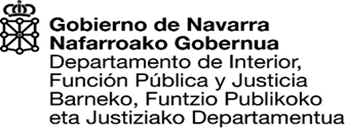 Gobierno de Navarra
Nafarroako Gobernua
Departamento de Interior,
Función Pública y Justicia
Barneko, Funtzio Publikoko
eta Justiziako Departamentua